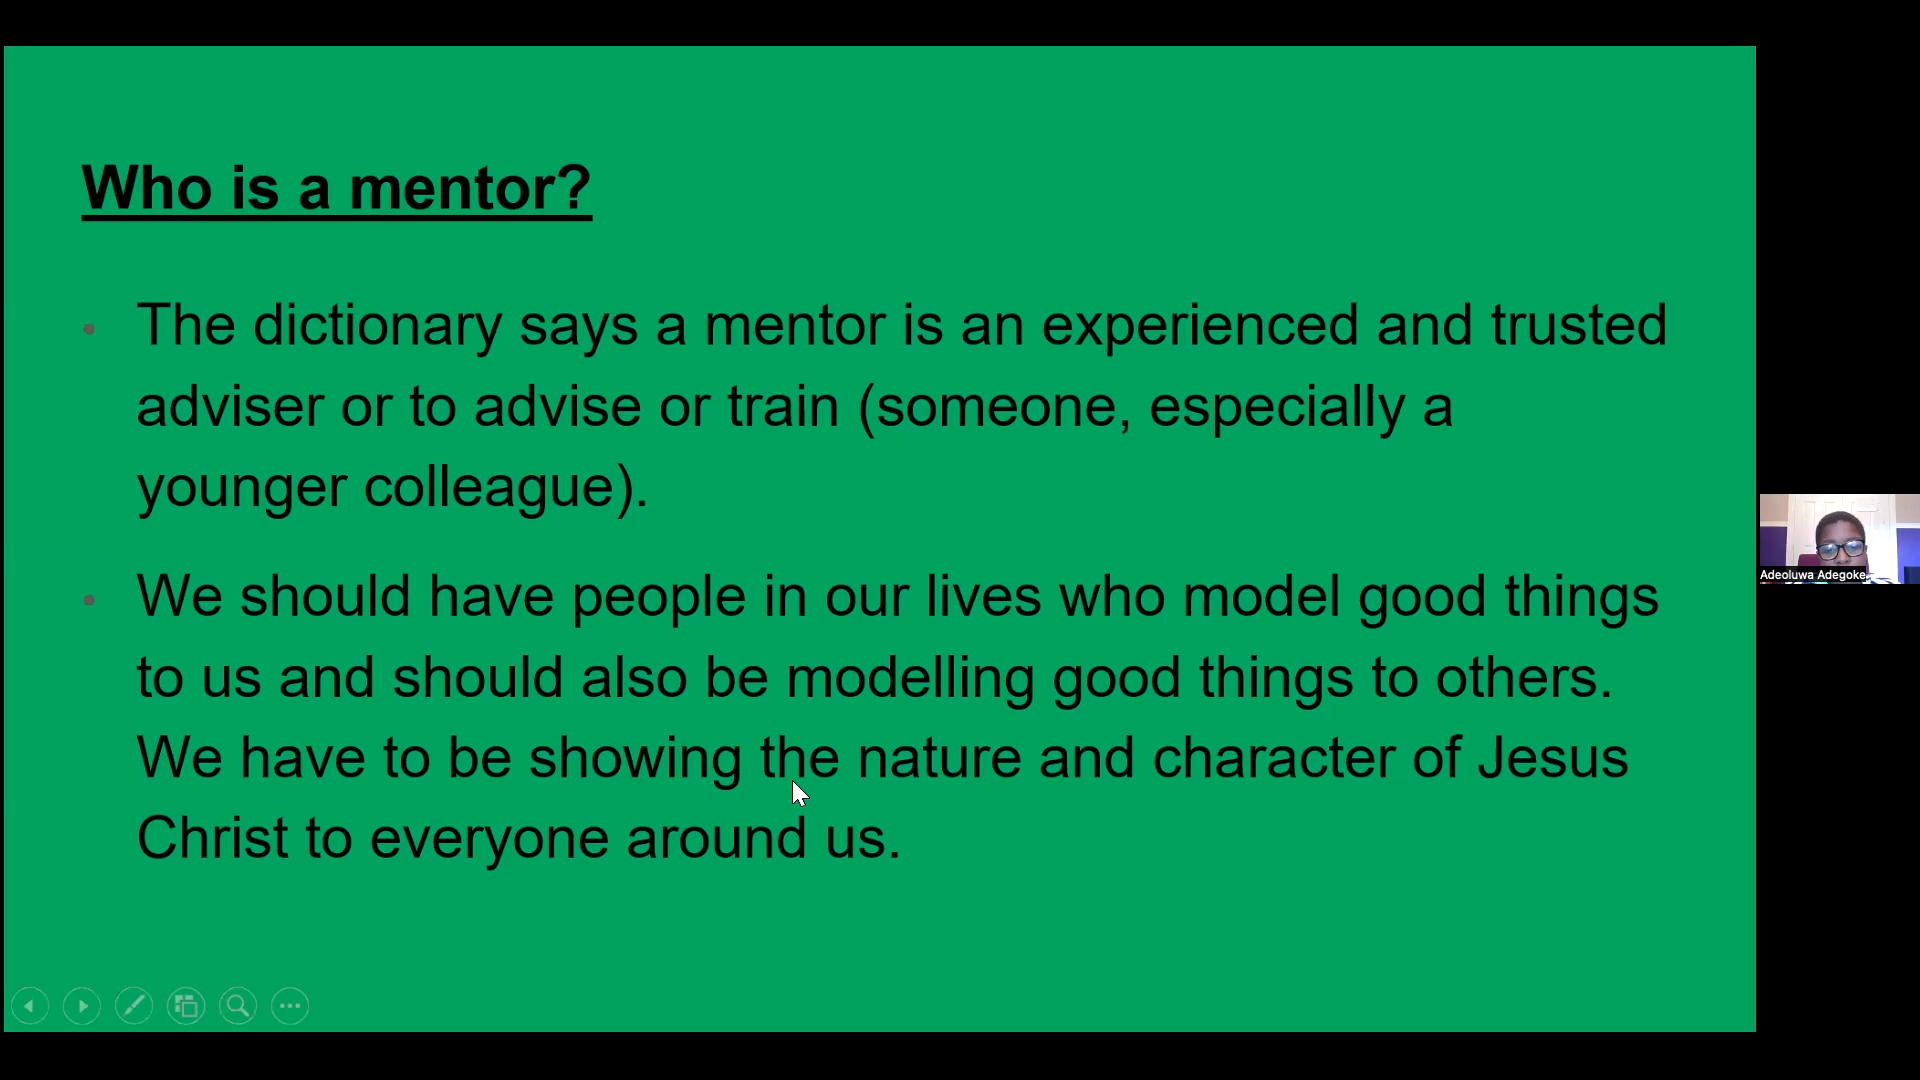 Who is a mentor?
The dictionary says a mentor is an experienced and trusted
adviser or to advise or train (someone, especially a
younger colleague).
We should have people in our lives who model good things
to us and should also be modelling good things to others.
We have to be showing the nature and character of Jesus
Christ to everyone around us.
Adeoluwa Adegoke